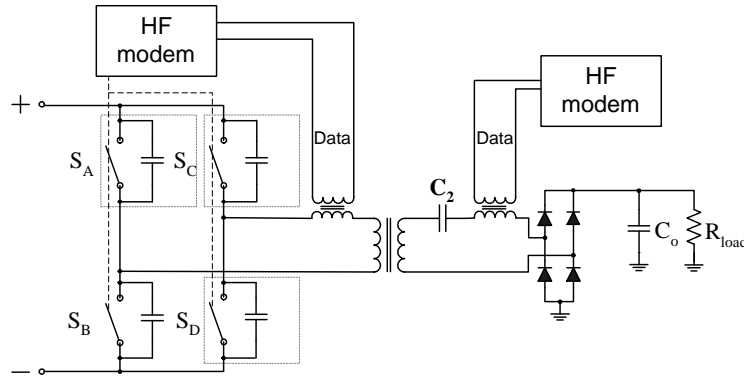 HF
modem
HF
modem
+
Data
Data
S_A
S_C
C_2
C_o
R_load
S_B
S_D
−